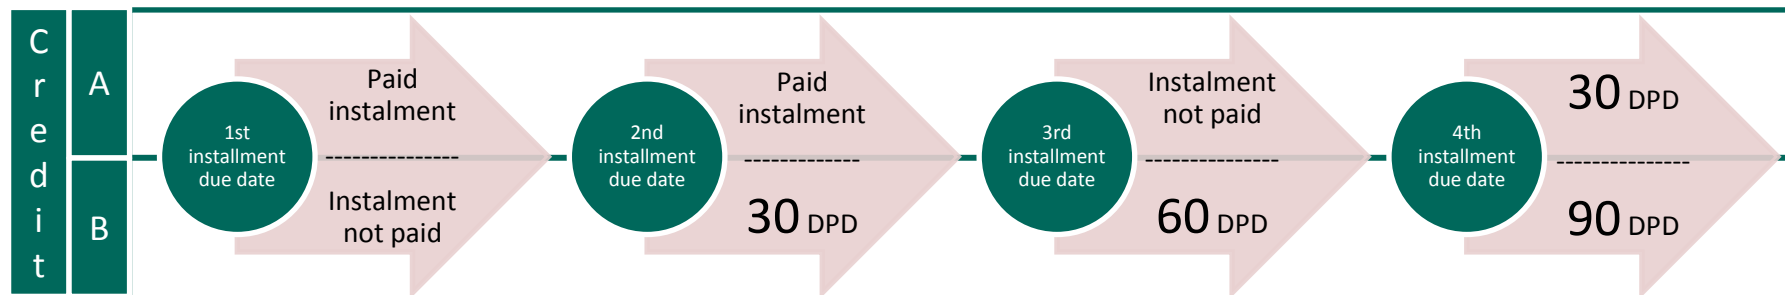 Credit
A
B
1st
installment
due date
Paid
instalment
---------------
Instalment
not paid
2nd
installment
due date
Paid
instalment
-------------
30 DPD
3rd
installment
due date
Instalment
not paid
---------------
60 DPD
4th
installment
due date
30 DPD
---------------
90 DPD